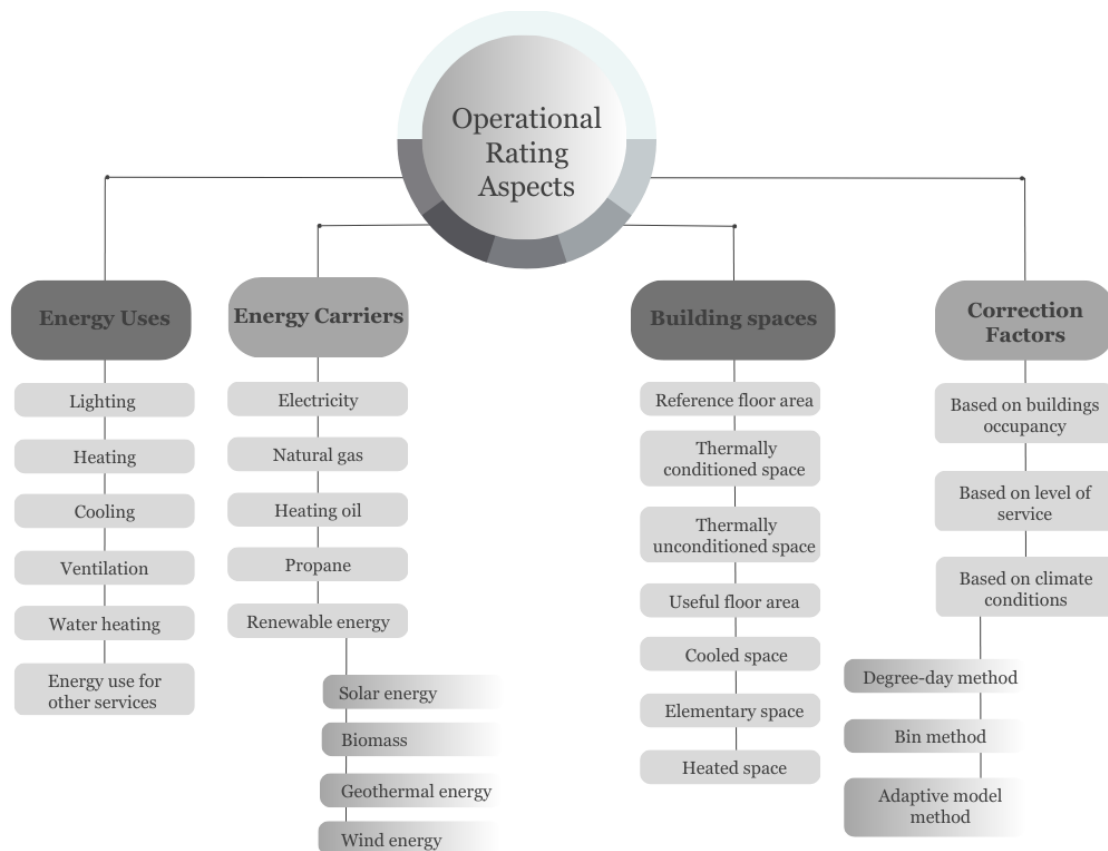 Operational
Rating
Aspects
Energy Uses
Lighting
Heating
Cooling
Ventilation
Water heating
Energy use for
other services
Energy Carriers
Electricity
Natural gas
Heating oil
Propane
Renewable energy
Solar energy
Biomass
Geothermal energy
Wind energy
Building spaces
Reference floor area
Thermally
conditioned space
Thermally
unconditioned space
Useful floor area
Cooled space
Elementary space
Heated space
Correction
Factors
Based on buildings
occupancy
Based on level of
service
Based on climate
conditions
Degree-day method
Bin method
Adaptive model
method